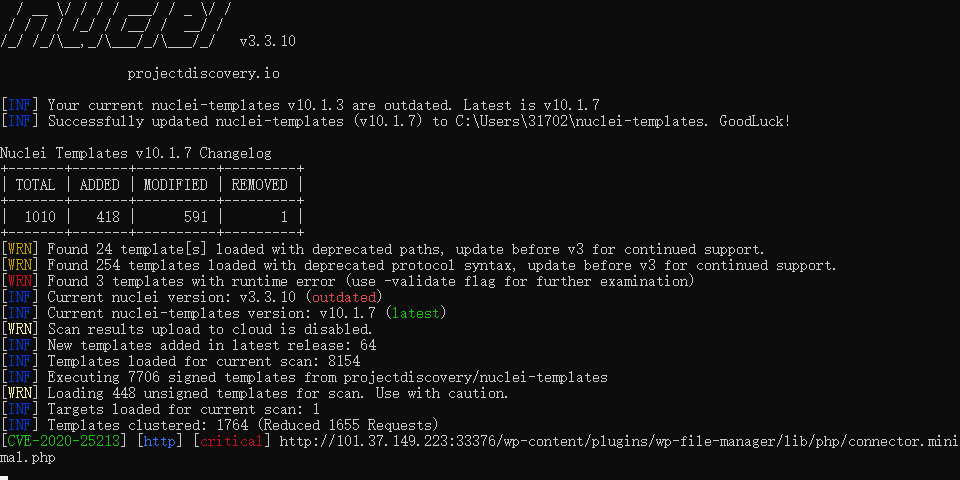 v3.3.10
projectdiscovery.io
[INF] Your current nuclei-templates v10.1.3 are outdated. Latest is v10.1.7
[INF] Successfully updated nuclei-templates (v10.1.7) to C:\Users\31702\nuclei-templates. GoodLuck!
Nuclei Templates v10.1.7 Changelog
+-------+-------+----------+---------+
| TOTAL | ADDED | MODIFIED | REMOVED |
+-------+-------+----------+---------+
|  1010 |   418 |      591 |       1 |
+-------+-------+----------+---------+
[WRN] Found 24 template[s] loaded with deprecated paths, update before v3 for continued support.
[WRN] Found 254 templates loaded with deprecated protocol syntax, update before v3 for continued support.
[WRN] Found 3 templates with runtime error (use -validate flag for further examination)
[INF] Current nuclei version: v3.3.10 (outdated)
[INF] Current nuclei-templates version: v10.1.7 (latest)
[WRN] Scan results upload to cloud is disabled.
[INF] New templates added in latest release: 64
[INF] Templates loaded for current scan: 8154
[INF] Executing 7706 signed templates from projectdiscovery/nuclei-templates
[WRN] Loading 448 unsigned templates for scan. Use with caution.
[INF] Targets loaded for current scan: 1
[INF] Templates clustered: 1764 (Reduced 1655 Requests)
[CVE-2020-25213] [http] [critical] http://101.37.149.223:33376/wp-content/plugins/wp-file-manager/lib/php/connector.mini
mal.php